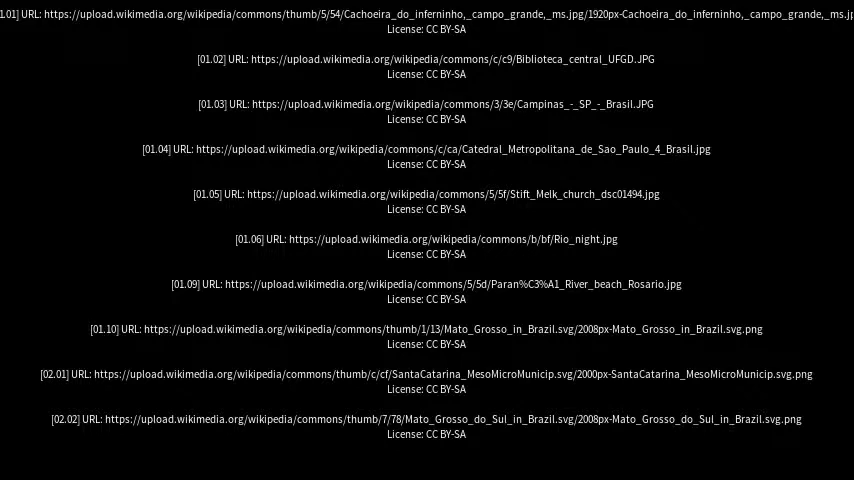 1.01] URL: https://upload.wikimedia.org/wikipedia/commons/thumb/5/54/Cachoeira_do_inferninho,_campo_grande,_ms.jpg/1920px-Cachoeira_do_inferninho,_campo_grande,_ms.jp
License: CC BY-SA
[01.02] URL: https://upload.wikimedia.org/wikipedia/commons/c/c9/Biblioteca_central_UFGD.JPG
License: CC BY-SA
[01.03] URL: https://upload.wikimedia.org/wikipedia/commons/3/3e/Campinas_-_SP_-_Brasil.JPG
License: CC BY-SA
[01.04] URL: https://upload.wikimedia.org/wikipedia/commons/c/ca/Catedral_Metropolitana_de_Sao_Paulo_4_Brasil.jpg
License: CC BY-SA
[01.05] URL: https://upload.wikimedia.org/wikipedia/commons/5/5f/Stift_Melk_church_dsc01494.jpg
License: CC BY-SA
[01.06] URL: https://upload.wikimedia.org/wikipedia/commons/b/bf/Rio_night.jpg
License: CC BY-SA
[01.09] URL: https://upload.wikimedia.org/wikipedia/commons/5/5d/Paran%C3%A1_River_beach_Rosario.jpg
License: CC BY-SA
[01.10] URL: https://upload.wikimedia.org/wikipedia/commons/thumb/1/13/Mato_Grosso_in_Brazil.svg/2008px-Mato_Grosso_in_Brazil.svg.png
License: CC BY-SA
[02.01] URL: https://upload.wikimedia.org/wikipedia/commons/thumb/c/cf/SantaCatarina_MesoMicroMunicip.svg/2000px-SantaCatarina_MesoMicroMunicip.svg.png
License: CC BY-SA
[02.02] URL: https://upload.wikimedia.org/wikipedia/commons/thumb/7/78/Mato_Grosso_do_Sul_in_Brazil.svg/2008px-Mato_Grosso_do_Sul_in_Brazil.svg.png
License: CC BY-SA